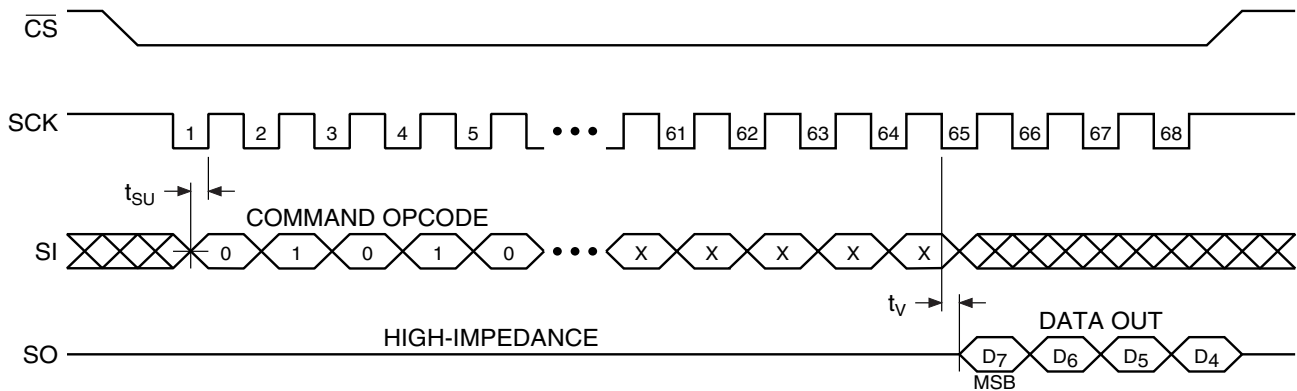 CS
SCK 1 2 3 4 5 ••• 61 62 63 64 65 66 67 68
tSU
COMMAND OPCODE
SI 0 1 0 1 0 ••• X X X X X
tV
HIGH-IMPEDANCE DATA OUT
SO D7 D6 D5 D4
MSB